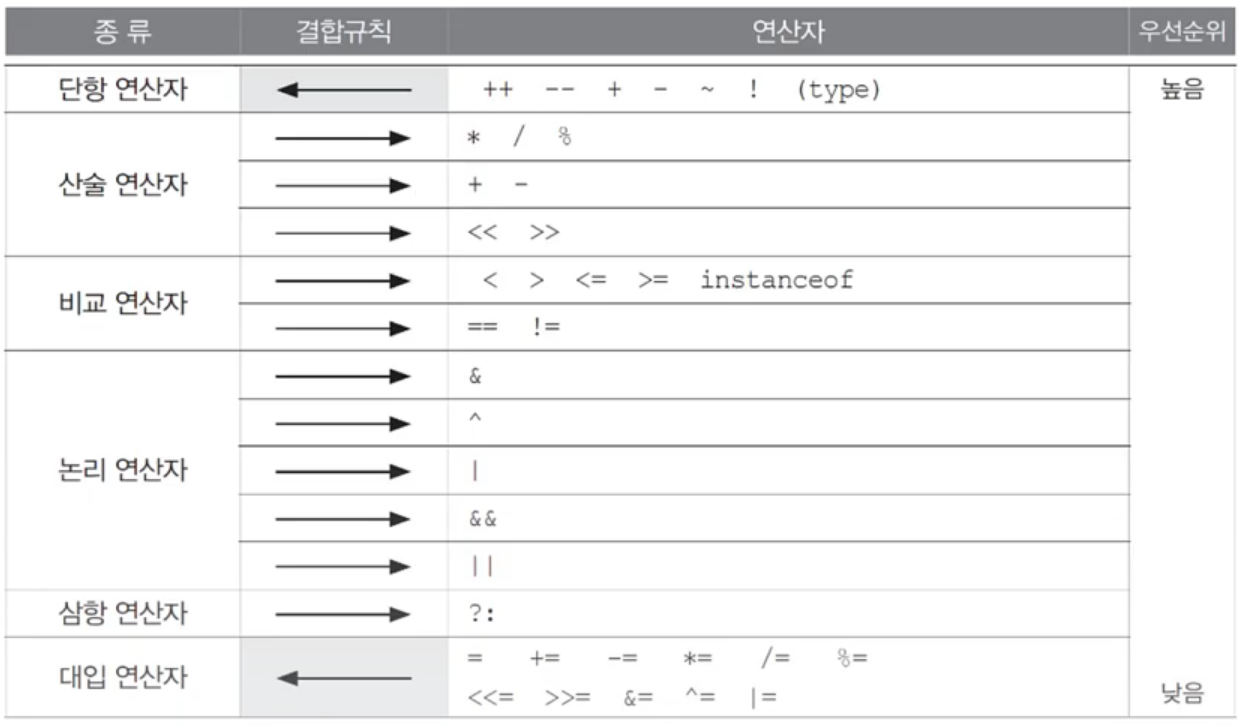 종 류 결합규칙 연산자 우선순위
단항 연산자 ++ -- + - ~ ! (type) 높음
* / %
산술 연산자 + -
<< >>
비교 연산자 < > <= >= instanceof
== !=
&
^
논리 연산자 |
&&
||
삼항 연산자 ?:
대입 연산자 = += -= *= /= %=
<<= >>= &= ^= |= 낮음